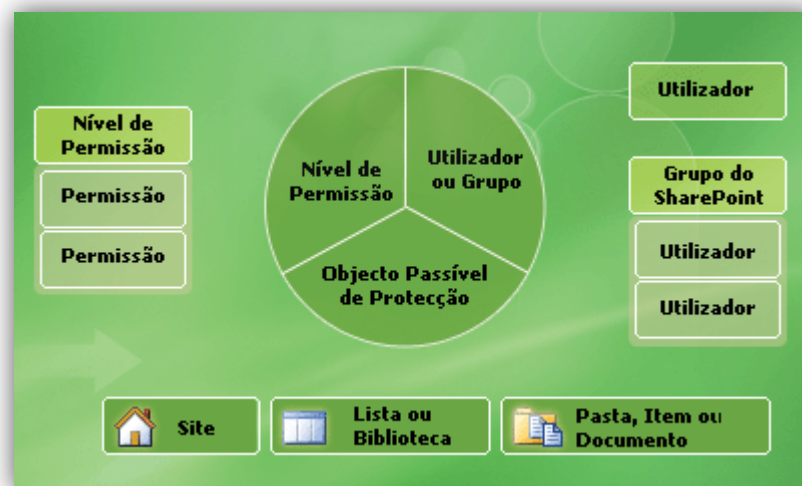 Nível de
Permissão
Permissão
Permissão
Nível de
Permissão
Utilizador
ou Grupo
Objecto Passível
de Protecção
Utilizador
Grupo do
SharePoint
Utilizador
Utilizador
Site
Lista ou
Biblioteca
Pasta, Item ou
Documento